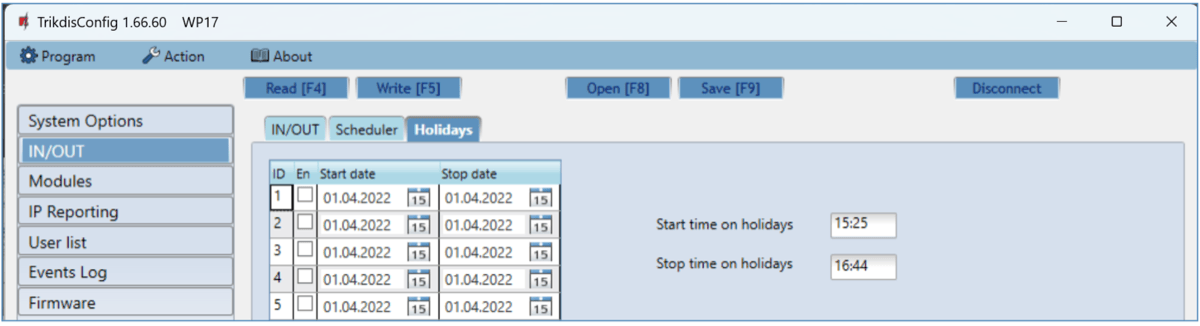 TrikdisConfig 1.66.60 WP17
Program Action About
Read [F4] Write [F5] Open [F8] Save [F9] Disconnect
System Options
IN/OUT
Modules
IP Reporting
User list
Events Log
Firmware
IN/OUT Scheduler Holidays
ID En Start date Stop date
1 01.04.2022 15 01.04.2022 15
2 01.04.2022 15 01.04.2022 15
3 01.04.2022 15 01.04.2022 15
4 01.04.2022 15 01.04.2022 15
5 01.04.2022 15 01.04.2022 15
Start time on holidays 15:25
Stop time on holidays 16:44